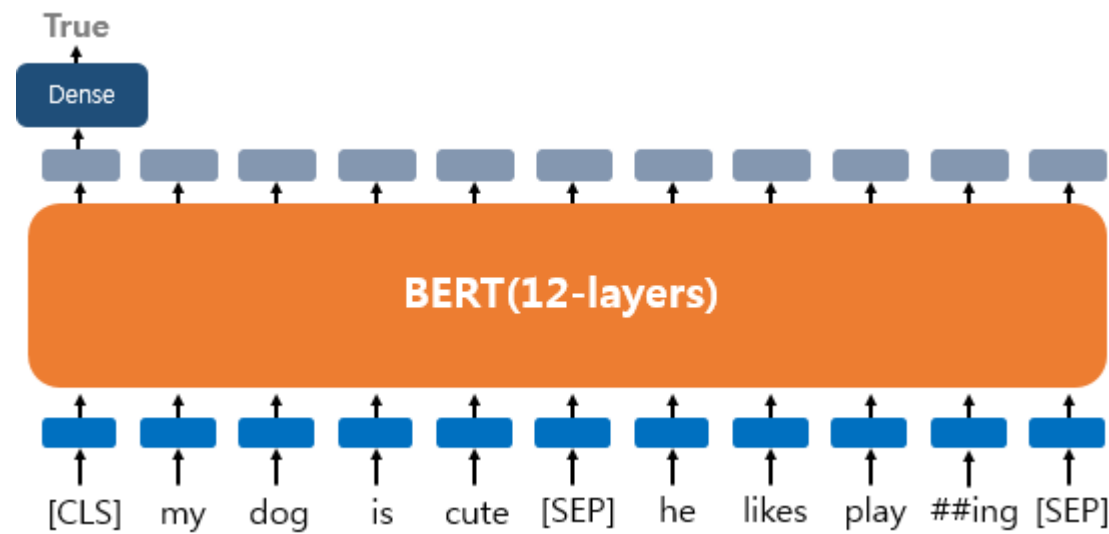 True
Dense
BERT(12-layers)
[CLS] my dog is cute [SEP] he likes play ##ing [SEP]